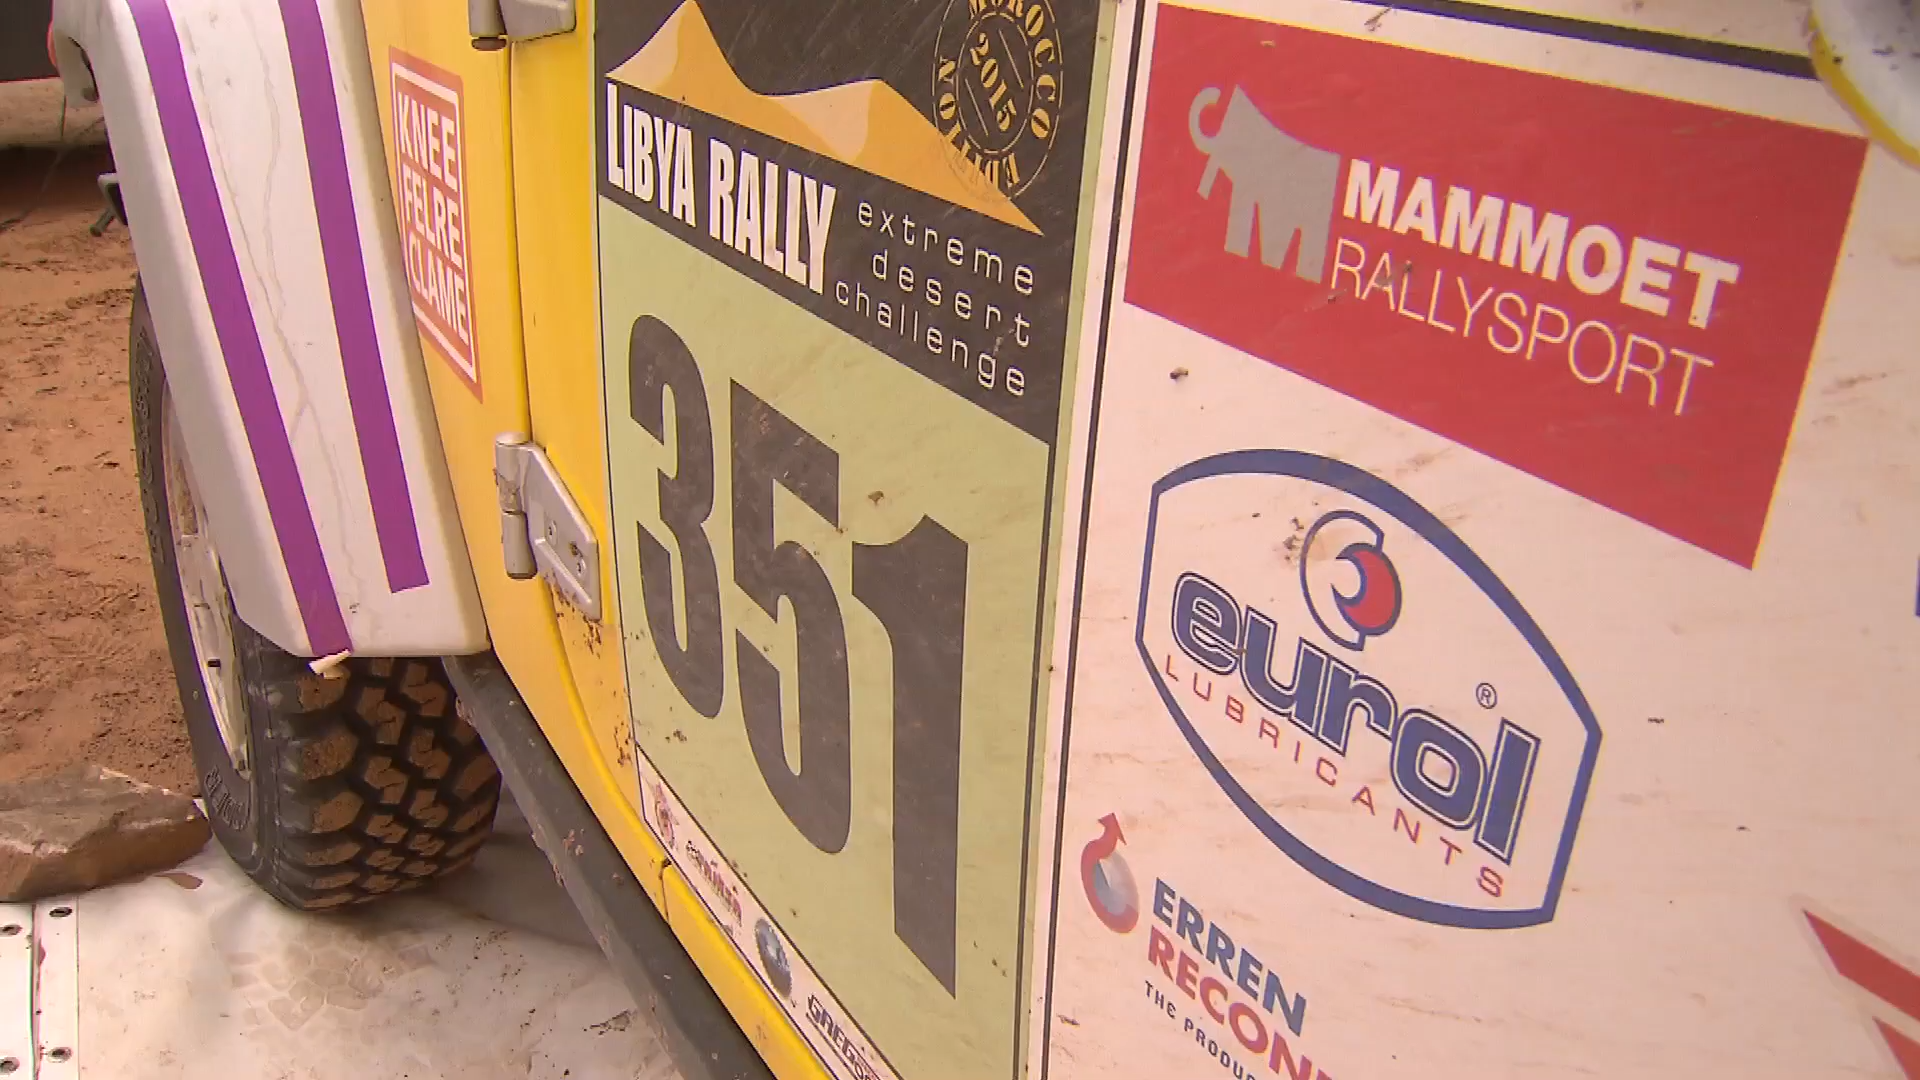 KNEE
FELRE
CLAME
MOROCCO
2015
EDITION
LIBYA RALLY
extreme
desert
challenge
351
MAMMOET
RALLYSPORT
eurol
®
LUBRICANTS
ERREN
RECON
THE PRODU